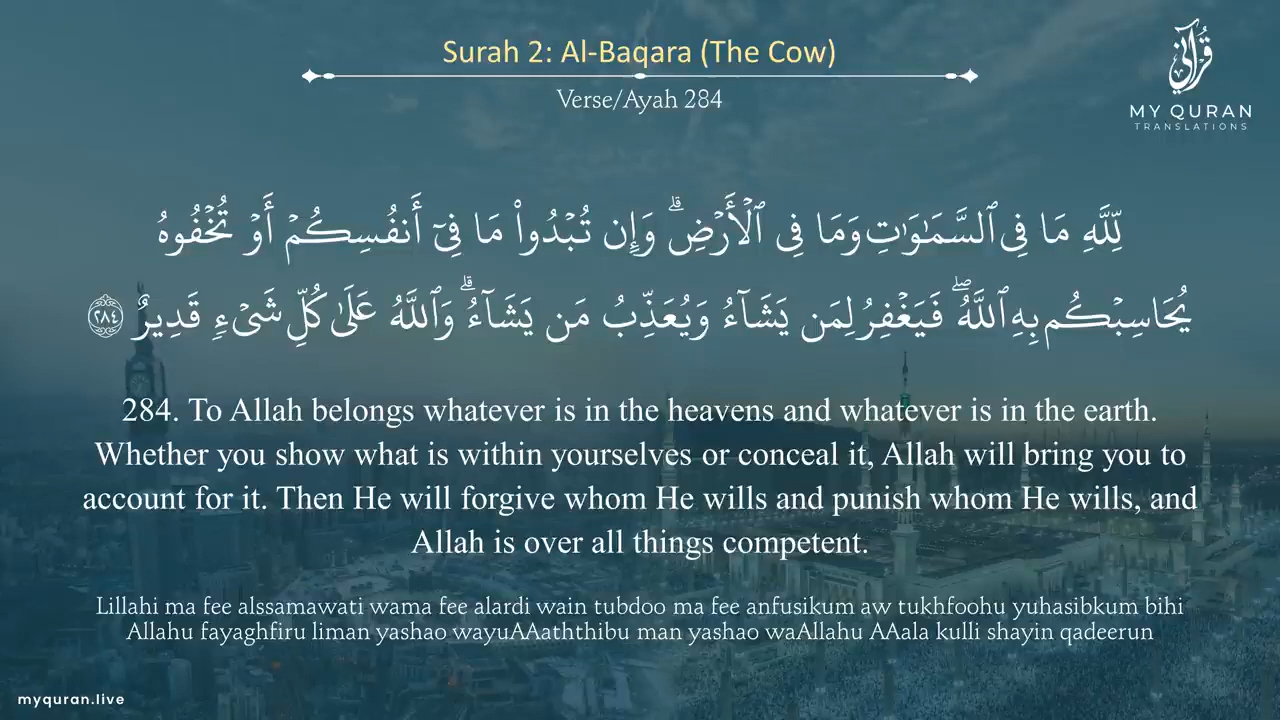 Surah 2: Al-Baqara (The Cow)
Verse/Ayah 284
قرآني
MY QURAN
TRANSLATIONS
لِّلَّهِ مَا فِى ٱلسَّمَـٰوَٰتِ وَمَا فِى ٱلْأَرْضِ ۗ وَإِن تُبْدُوا۟ مَا فِىٓ أَنفُسِكُمْ أَوْ تُخْفُوهُ
يُحَاسِبْكُم بِهِ ٱللَّهُ ۖ فَيَغْفِرُ لِمَن يَشَآءُ وَيُعَذِّبُ مَن يَشَآءُ ۗ وَٱللَّهُ عَلَىٰ كُلِّ شَىْءٍ قَدِيرٌ ٢٨٤
284. To Allah belongs whatever is in the heavens and whatever is in the earth.
Whether you show what is within yourselves or conceal it, Allah will bring you to
account for it. Then He will forgive whom He wills and punish whom He wills, and
Allah is over all things competent.
Lillahi ma fee alssamawati wama fee alardi wain tubdoo ma fee anfusikum aw tukhfoohu yuhasibkum bihi
Allahu fayaghfiru liman yashao wayuAAaththibu man yashao waAllahu AAala kulli shayin qadeerun
myquran.live